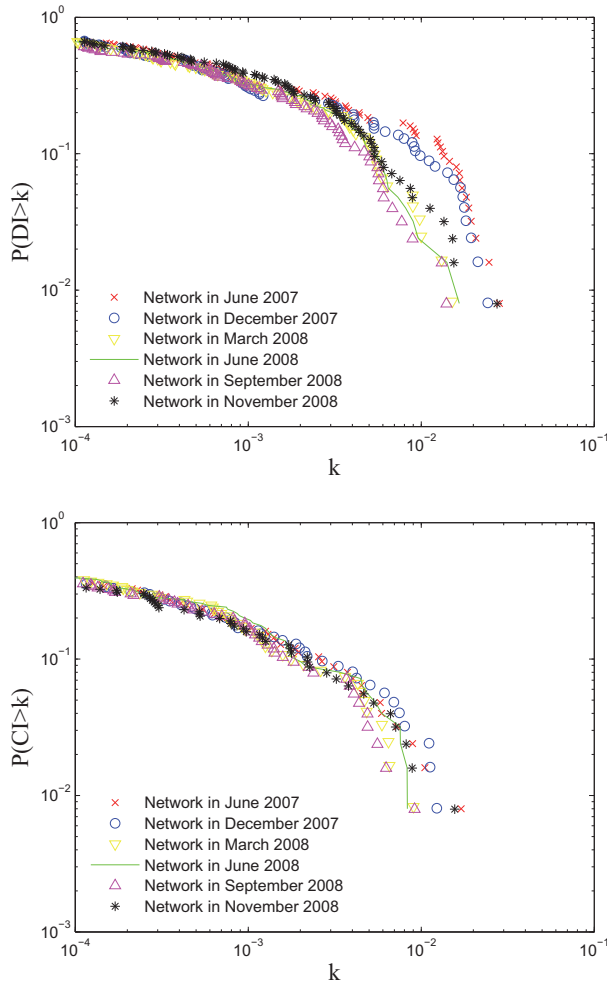 10^0
10^-1
10^-2
10^-3
P(DI>k)
Network in June 2007
Network in December 2007
Network in March 2008
Network in June 2008
Network in September 2008
Network in November 2008
10^-4
10^-3
10^-2
10^-1
k
10^0
10^-1
10^-2
10^-3
P(CI>k)
Network in June 2007
Network in December 2007
Network in March 2008
Network in June 2008
Network in September 2008
Network in November 2008
10^-4
10^-3
10^-2
10^-1
k